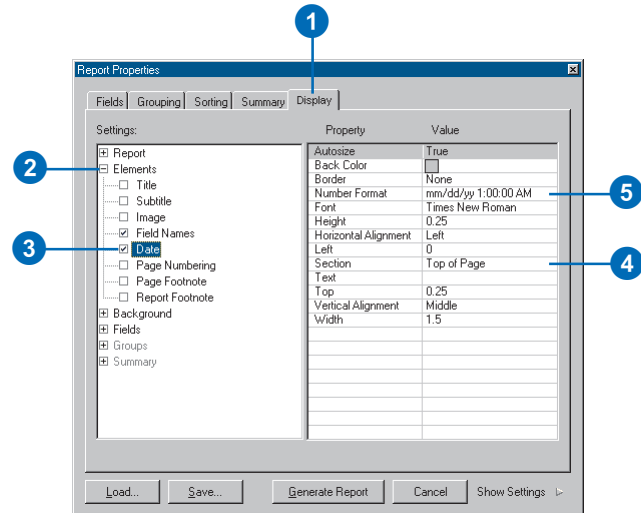 1
Report Properties
Fields Grouping Sorting Summary Display
Settings:
Property Value
2
Report
Elements
Title
Subtitle
Image
Field Names
3
Date
Page Numbering
Page Footnote
Report Footnote
Background
Fields
Groups
Summary
Autosize True
Back Color
Border None
Number Format mm/dd/yy 1:00:00 AM
5
Font Times New Roman
Height 0.25
Horizontal Alignment Left
Left 0
Section Top of Page
4
Text
Top 0.25
Vertical Alignment Middle
Width 1.5
Load... Save... Generate Report Cancel Show Settings